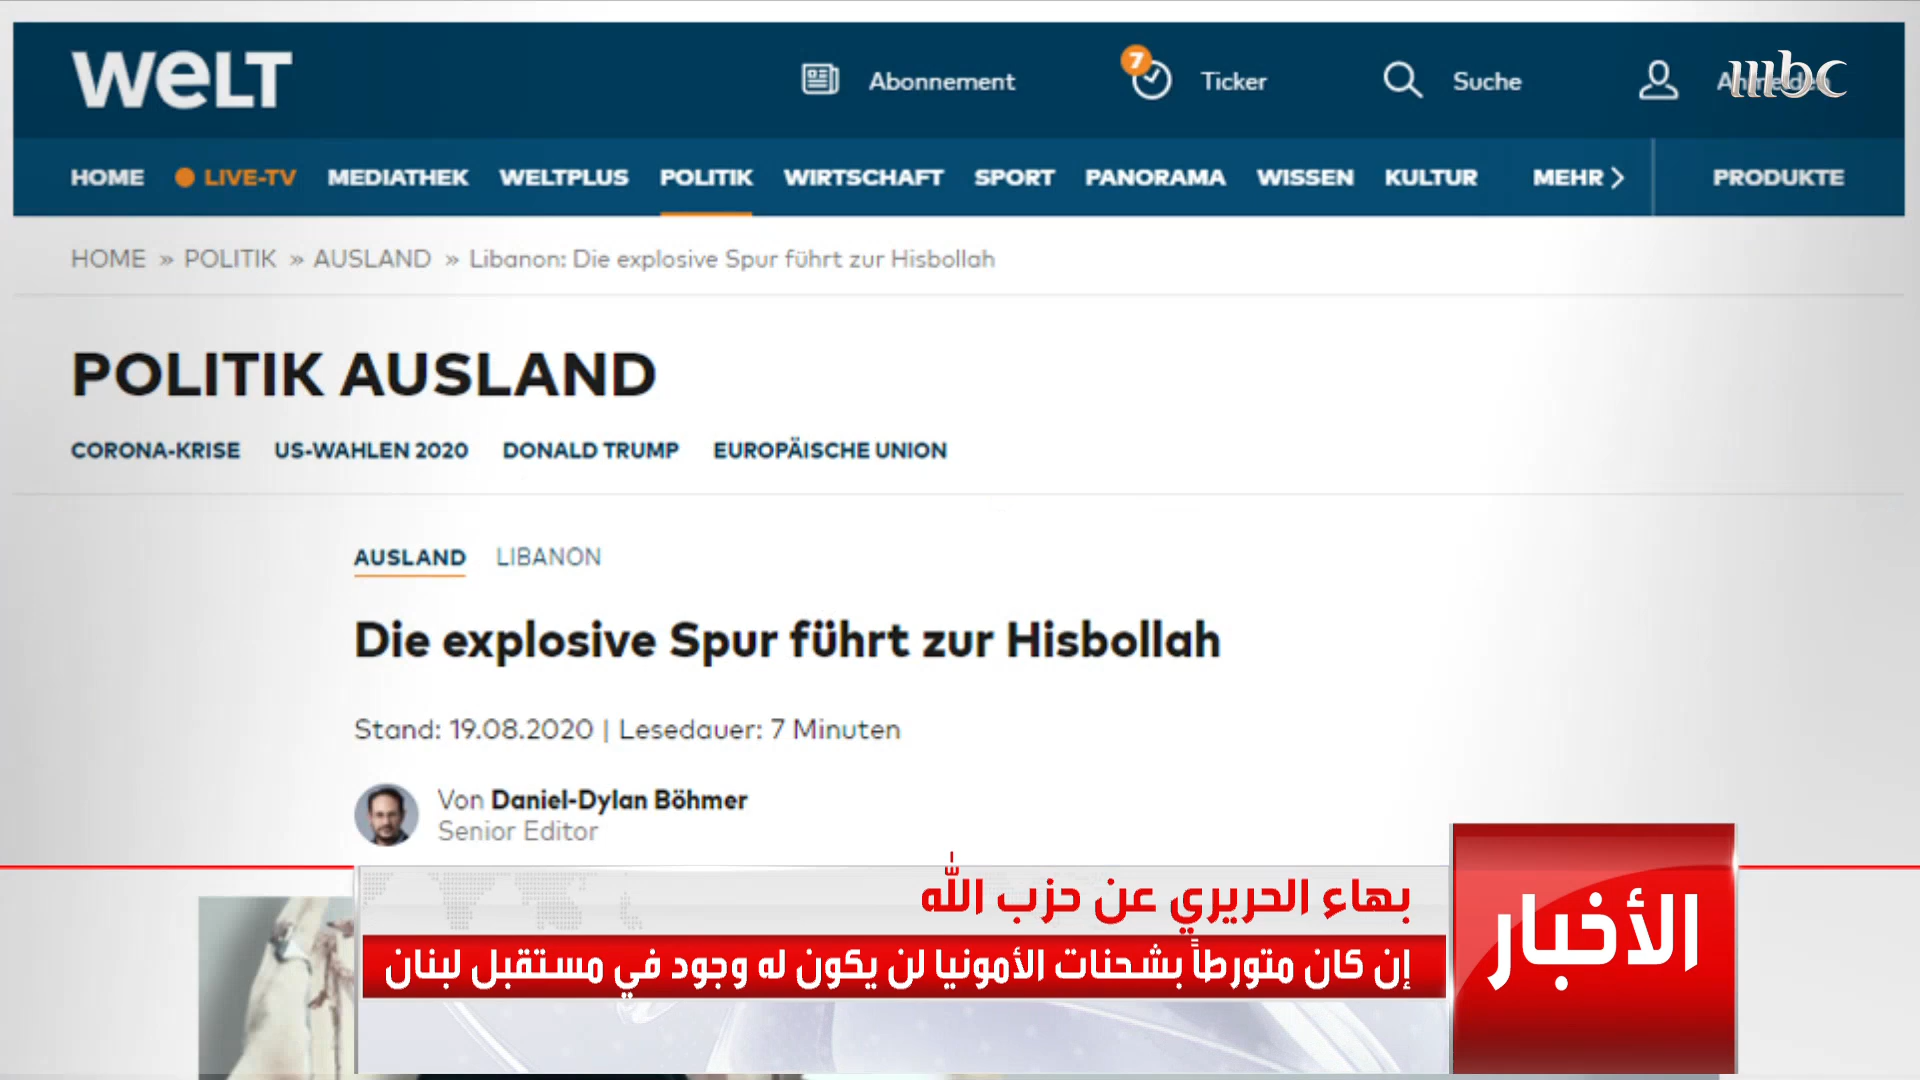 WELT
Abonnement
7
Ticker
Suche
mbc
HOME LIVE-TV MEDIATHEK WELTPLUS POLITIK WIRTSCHAFT SPORT PANORAMA WISSEN KULTUR MEHR PRODUKTE
HOME » POLITIK » AUSLAND » Libanon: Die explosive Spur führt zur Hisbollah
POLITIK AUSLAND
CORONA-KRISE US-WAHLEN 2020 DONALD TRUMP EUROPÄISCHE UNION
AUSLAND LIBANON
Die explosive Spur führt zur Hisbollah
Stand: 19.08.2020 | Lesedauer: 7 Minuten
Von Daniel-Dylan Böhmer
Senior Editor
الأخبار
بهاء الحريري عن حزب الله
إن كان متورطاً بشحنات الأمونيا لن يكون له وجود في مستقبل لبنان